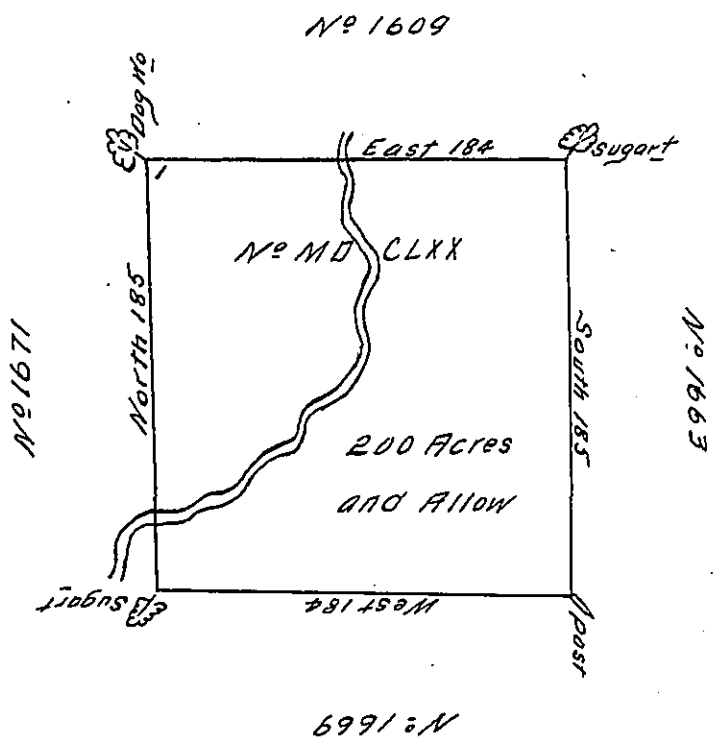 Nº 1609
Dog Wo
East 184
Sugart
1
Nº MD CLXX
North 185
South 185
Nº 1671
Nº 1663
200 Acres
and Allow
Sugart
West 184
post
Nº 1669